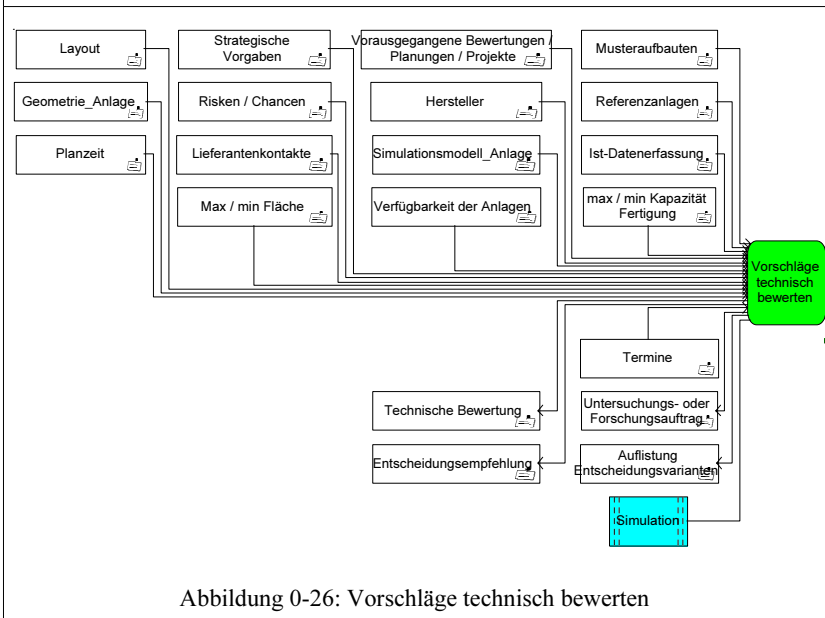 Layout
Strategische
Vorgaben
Vorausgegangene Bewertungen /
Planungen / Projekte
Musteraufbauten
Geometrie_Anlage
Risken / Chancen
Hersteller
Referenzanlagen
Planzeit
Lieferantenkontakte
Simulationsmodell_Anlage
Ist-Datenerfassung
Max / min Fläche
Verfügbarkeit der Anlagen
max / min Kapazität
Fertigung
Vorschläge
technisch
bewerten
Termine
Technische Bewertung
Untersuchungs- oder
Forschungsauftrag
Entscheidungsempfehlung
Auflistung
Entscheidungsvarianten
Simulation
Abbildung 0-26: Vorschläge technisch bewerten